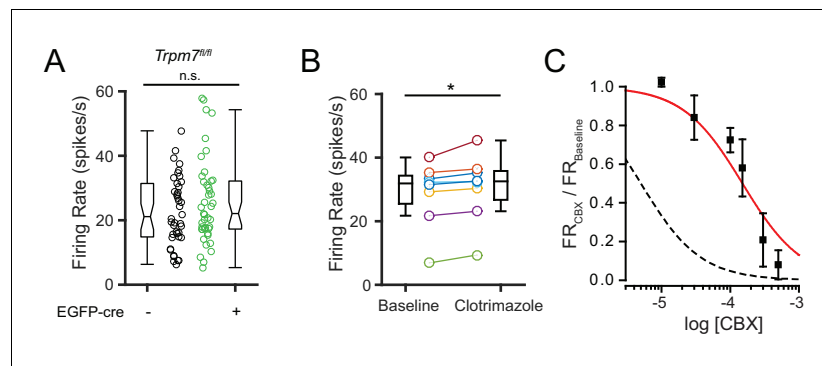 A
Trpm7fl/fl
n.s.
Firing Rate (spikes/s)
60
40
20
0
EGFP-cre
-
+
B
*
Firing Rate (spikes/s)
60
40
20
0
Baseline
Clotrimazole
C
FRCBX / FRBaseline
1.0
0.8
0.6
0.4
0.2
0.0
-5
-4
-3
log [CBX]